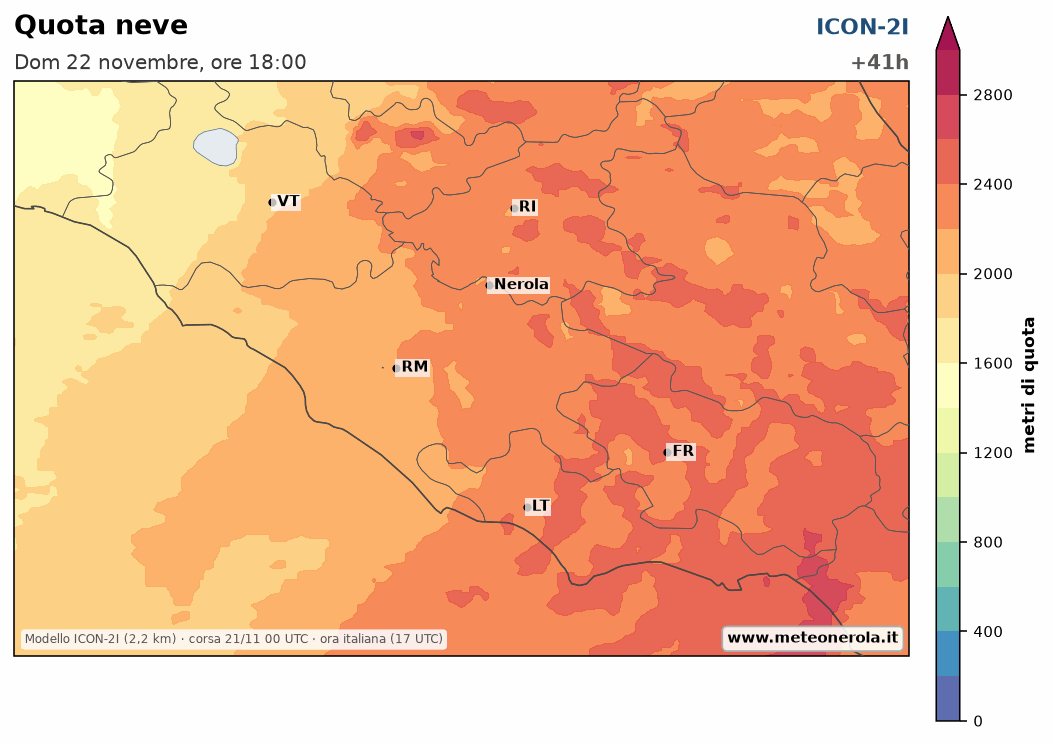 Quota neve
ICON-2I
Dom 22 novembre, ore 18:00
+41h
VT
RI
Nerola
RM
FR
LT
2800
2400
2000
1600
1200
800
400
0
metri di quota
Modello ICON-2I (2,2 km) · corsa 21/11 00 UTC · ora italiana (17 UTC)
www.meteonerola.it